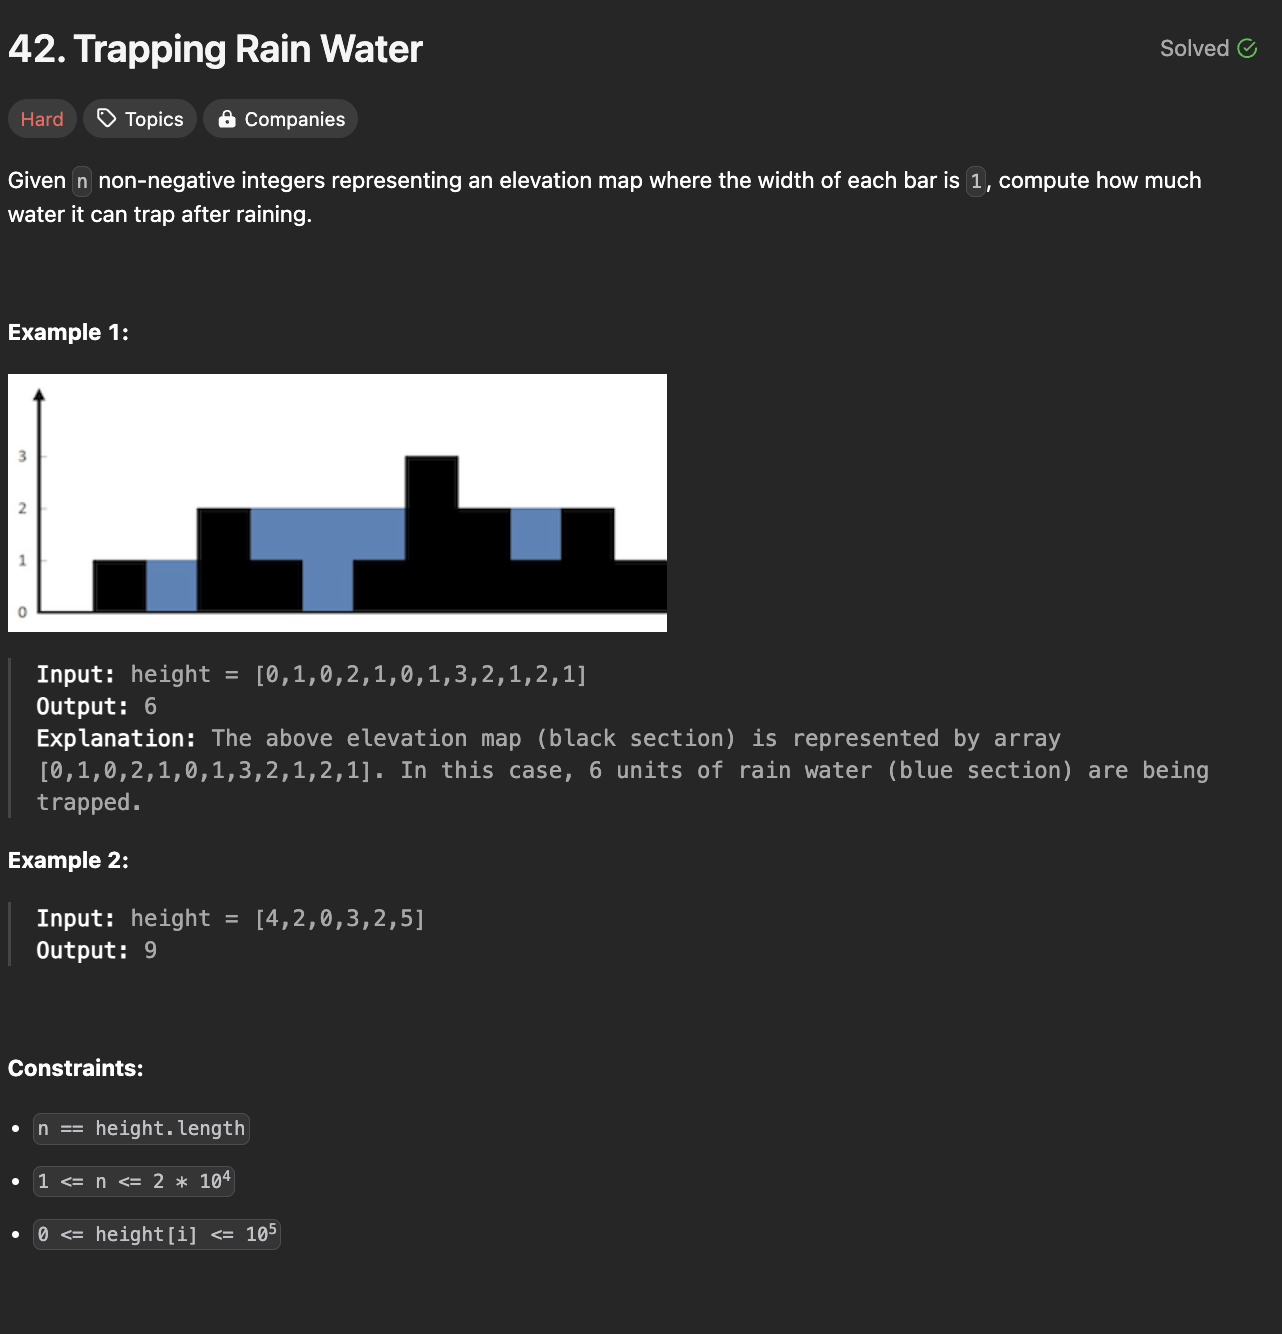 42. Trapping Rain Water
Solved
Hard
Topics
Companies
Given n non-negative integers representing an elevation map where the width of each bar is 1, compute how much
water it can trap after raining.
Example 1:
3
2
1
0
Input: height = [0,1,0,2,1,0,1,3,2,1,2,1]
Output: 6
Explanation: The above elevation map (black section) is represented by array
[0,1,0,2,1,0,1,3,2,1,2,1]. In this case, 6 units of rain water (blue section) are being
trapped.
Example 2:
Input: height = [4,2,0,3,2,5]
Output: 9
Constraints:
• n == height.length
• 1 <= n <= 2 * 10⁴
• 0 <= height[i] <= 10⁵